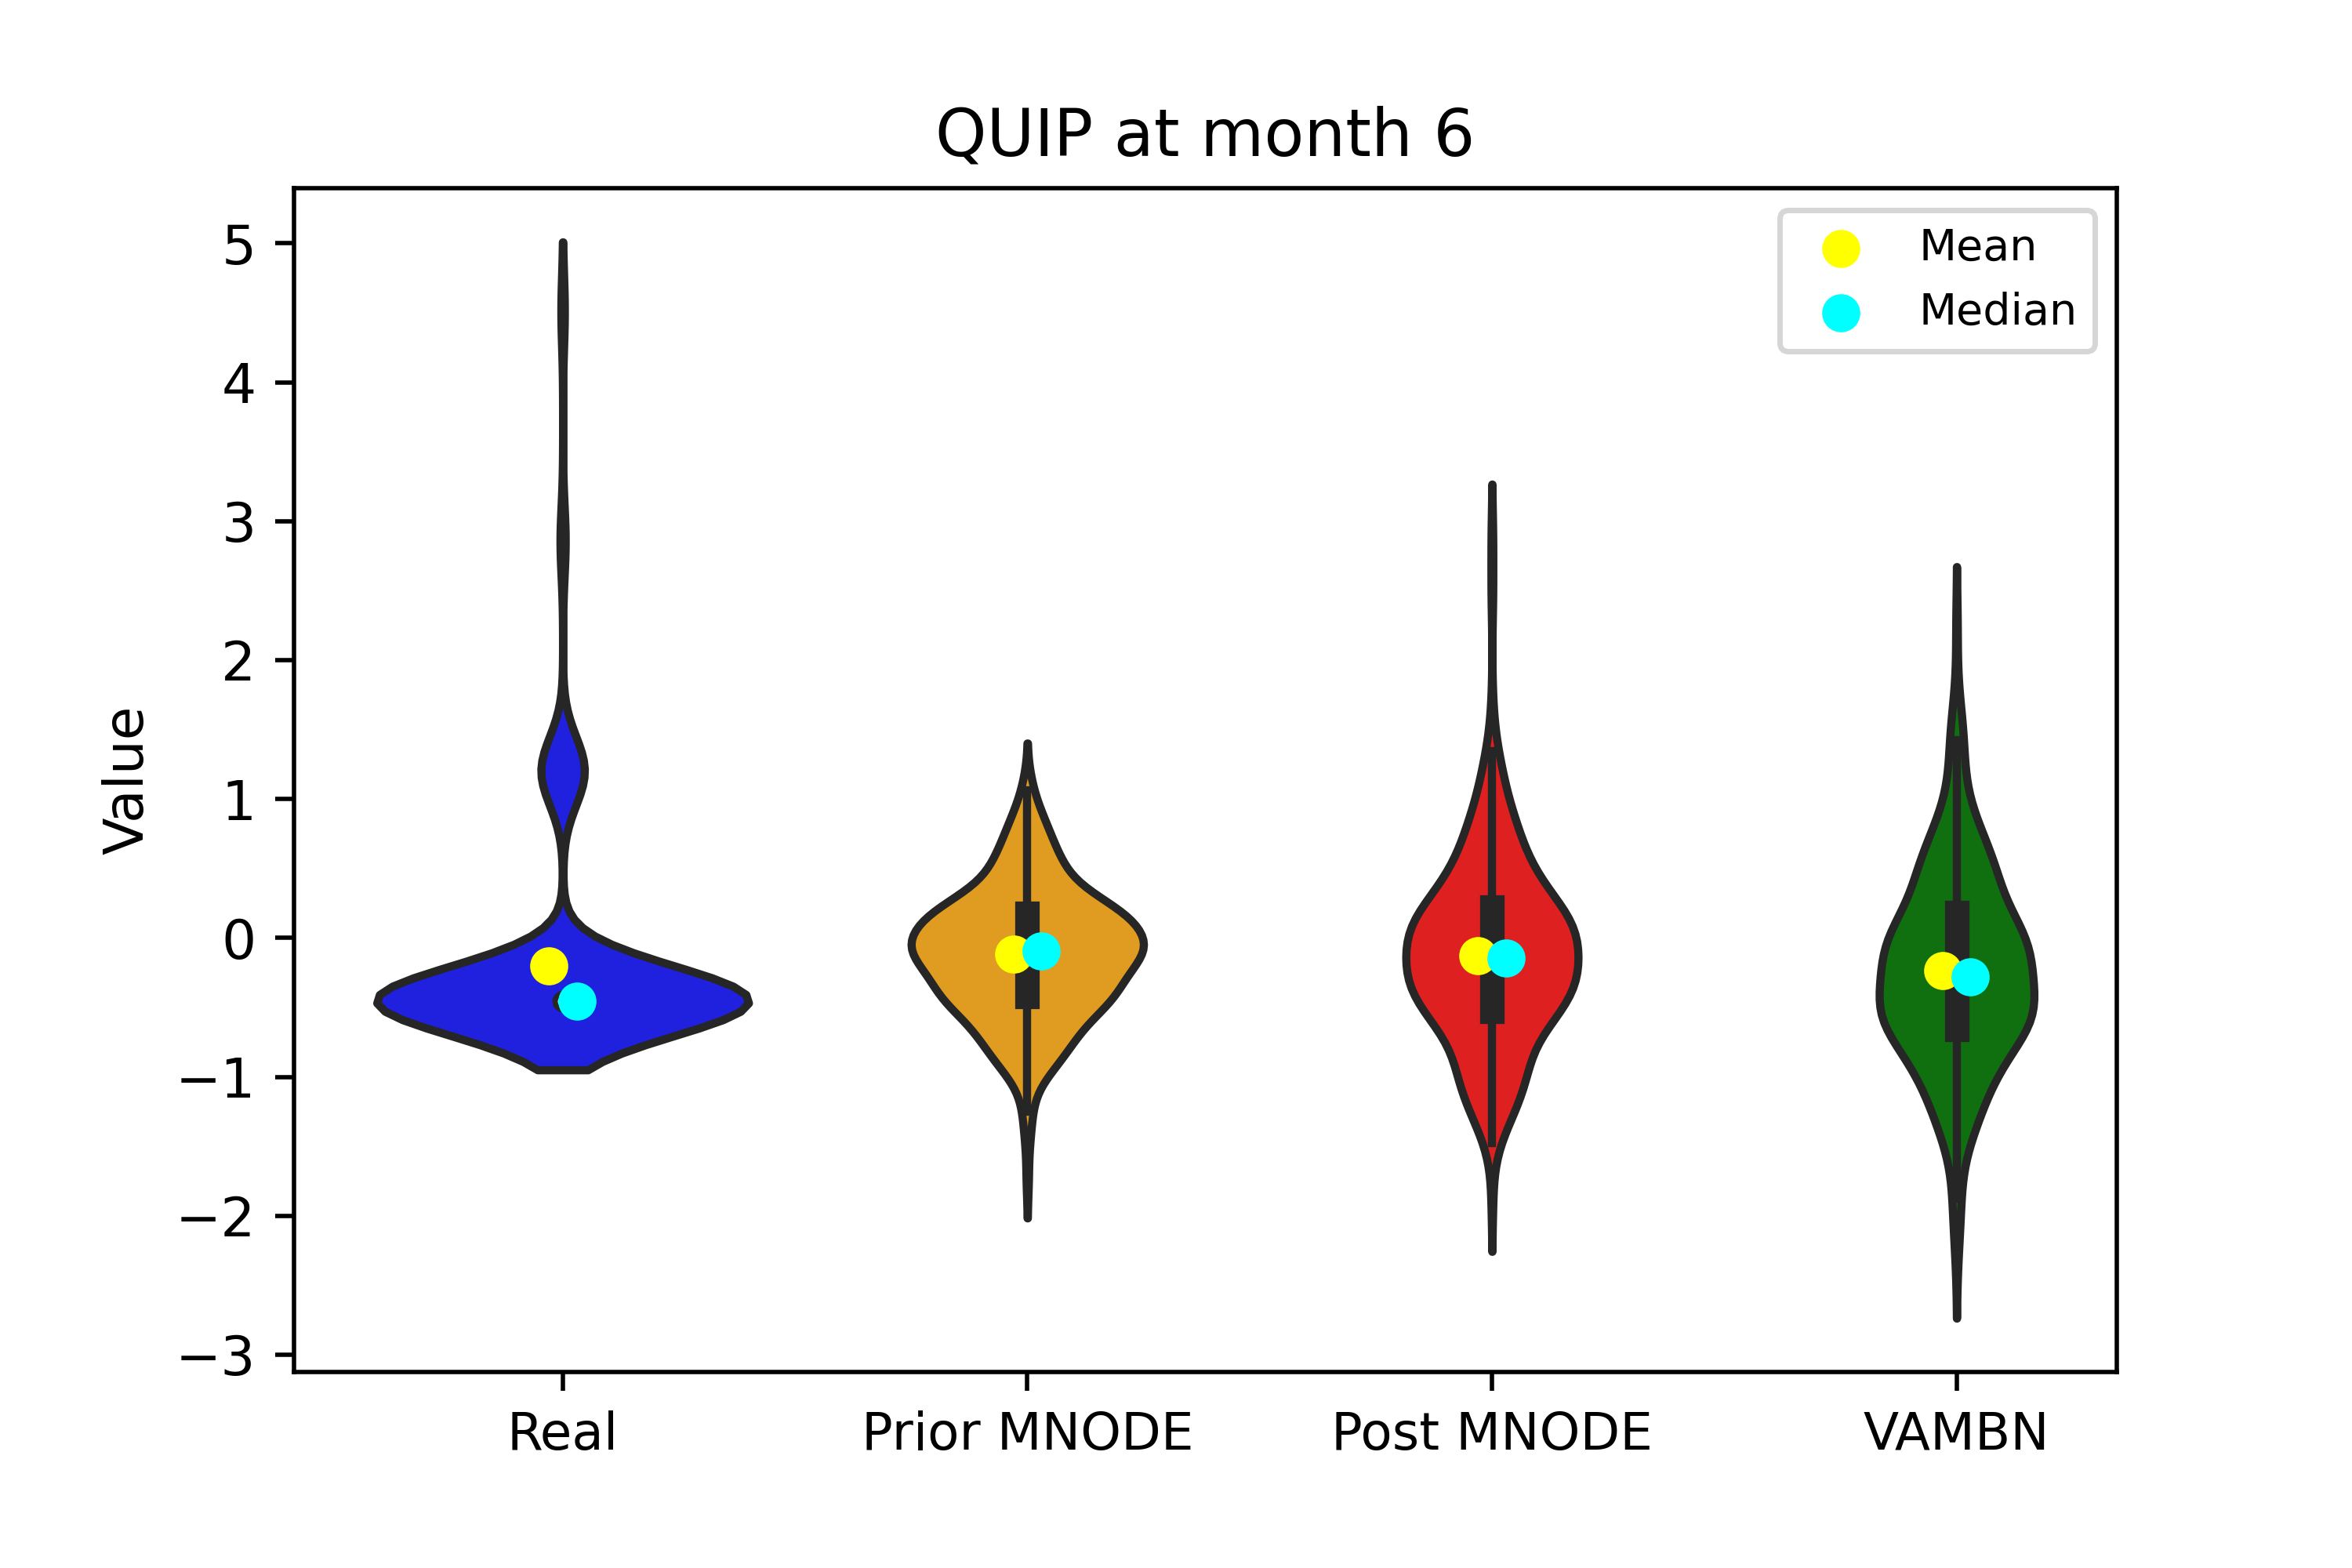 QUIP at month 6
Mean
Median
Value
5
4
3
2
1
0
−1
−2
−3
Real
Prior MNODE
Post MNODE
VAMBN